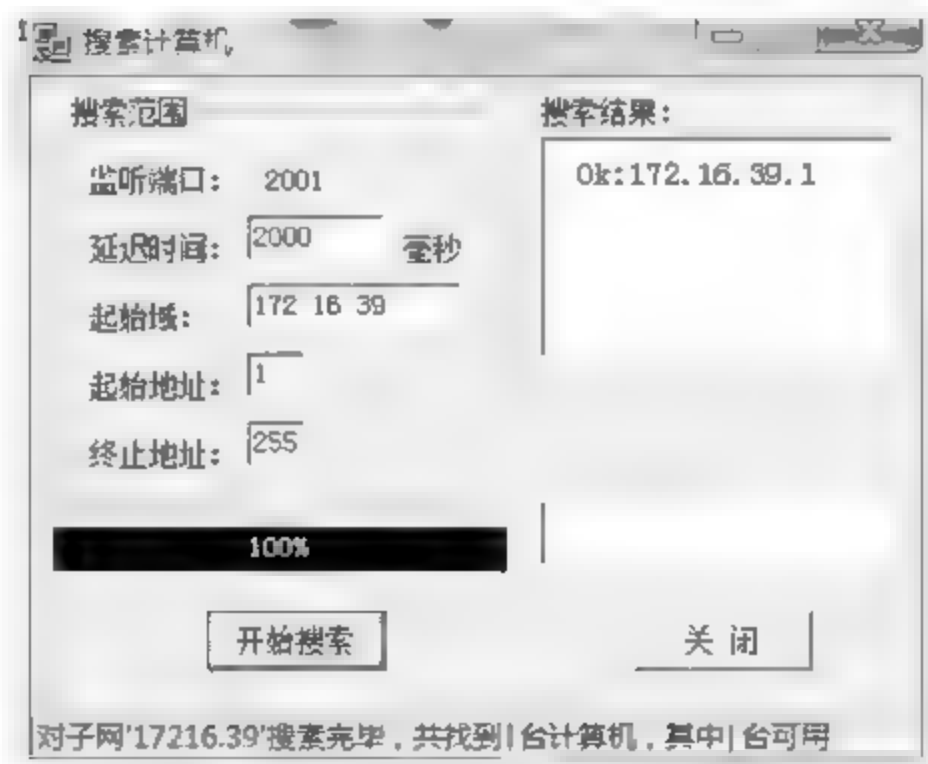 搜索计算机
搜索范围
监听端口: 2001
延迟时间: 2000 毫秒
起始域: 172 16 39
起始地址: 1
终止地址: 255
100%
开始搜索
搜索结果:
Ok:172.16.39.1
关 闭
对子网'17216.39'搜索完毕，共找到|台计算机，其中|台可用